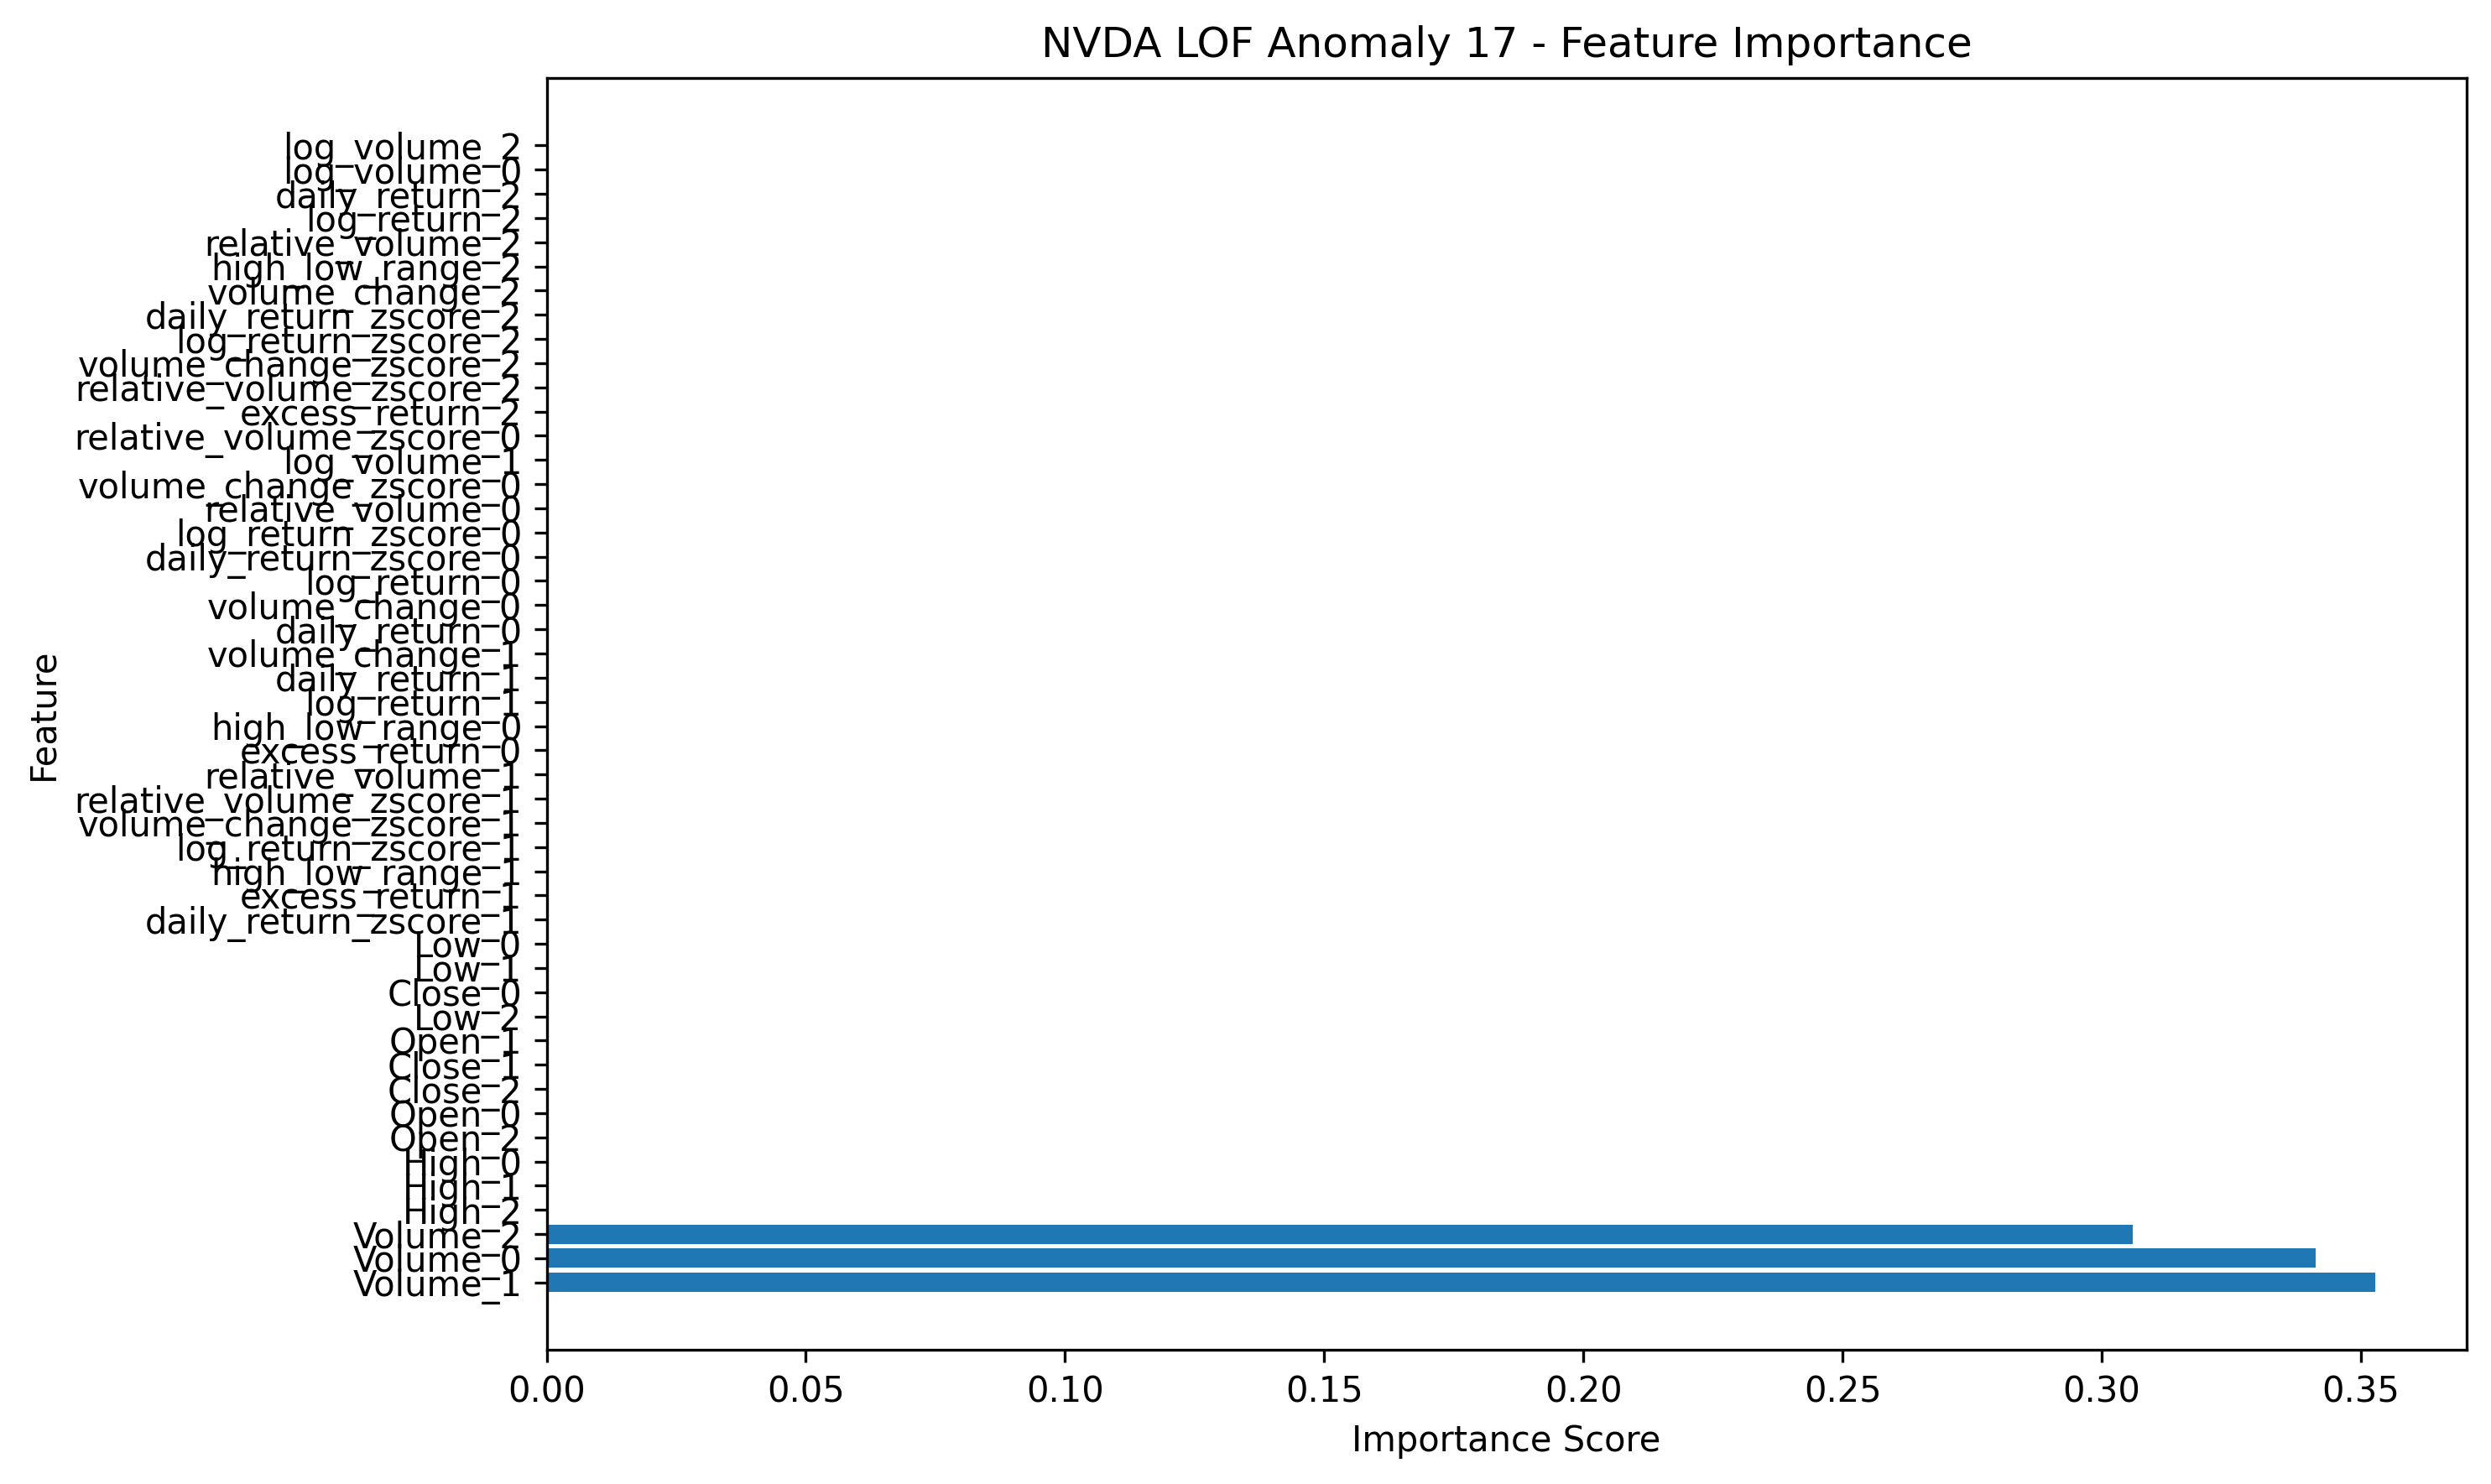 NVDA LOF Anomaly 17 - Feature Importance
log_volume_2
log_volume_0
daily_return_2
log_return_2
relative_volume_2
high_low_range_2
volume_change_2
daily_return_zscore_2
log_return_zscore_2
volume_change_zscore_2
relative_volume_zscore_2
excess_return_2
relative_volume_zscore_0
log_volume_1
volume_change_zscore_0
relative_volume_0
log_return_zscore_0
daily_return_zscore_0
log_return_0
volume_change_0
daily_return_0
volume_change_1
daily_return_1
log_return_1
high_low_range_0
excess_return_0
relative_volume_1
relative_volume_zscore_1
volume_change_zscore_1
log_return_zscore_1
high_low_range_1
excess_return_1
daily_return_zscore_1
Low_0
Low_1
Close_0
Low_2
Open_1
Close_1
Close_2
Open_0
Open_2
High_0
High_1
High_2
Volume_2
Volume_0
Volume_1
Feature
0.00 0.05 0.10 0.15 0.20 0.25 0.30 0.35
Importance Score